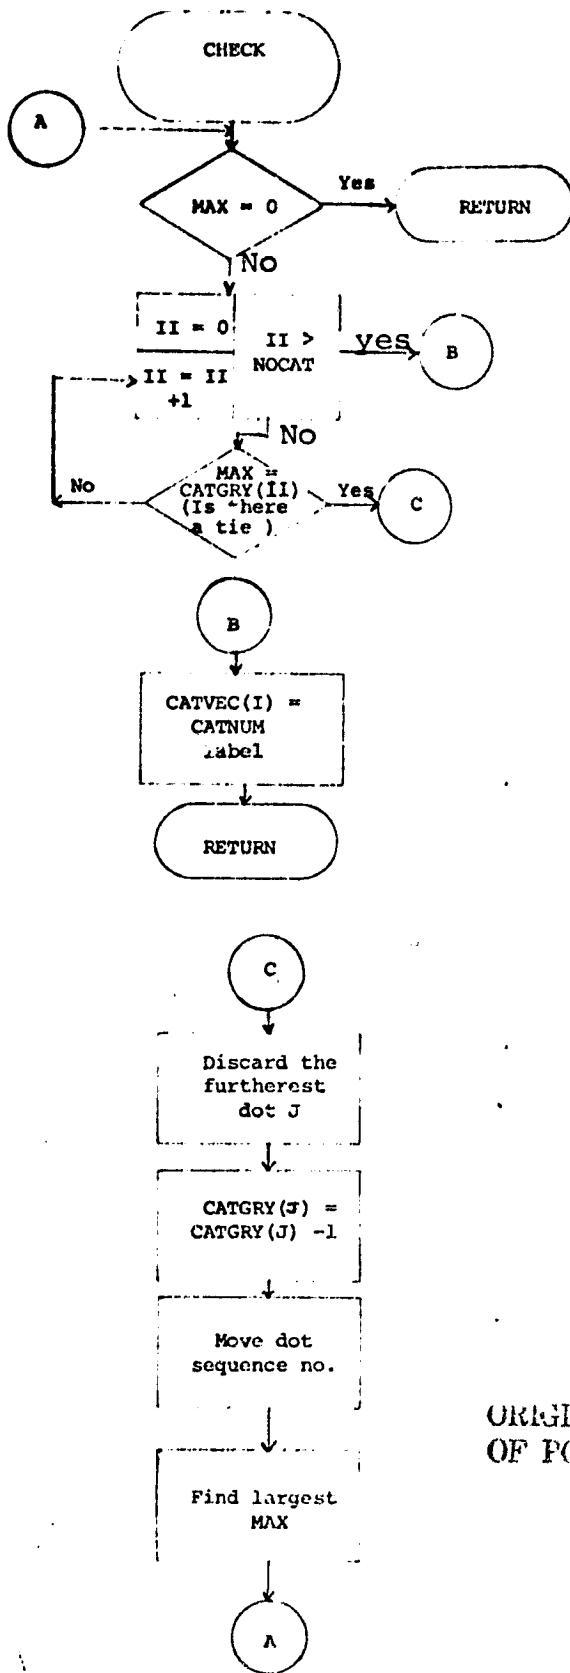 CHECK
A
MAX = 0
Yes
RETURN
No
II = 0
II = II
+1
II >
NOCAT
yes
B
No
MAX =
CATGRY(II)
(Is here
a tie )
No
Yes
C
B
CATVEC(I) =
CATNUM
label
RETURN
C
Discard the
furtherest
dot J
CATGRY(J) =
CATGRY(J) -1
Move dot
sequence no.
Find largest
MAX
A
OF